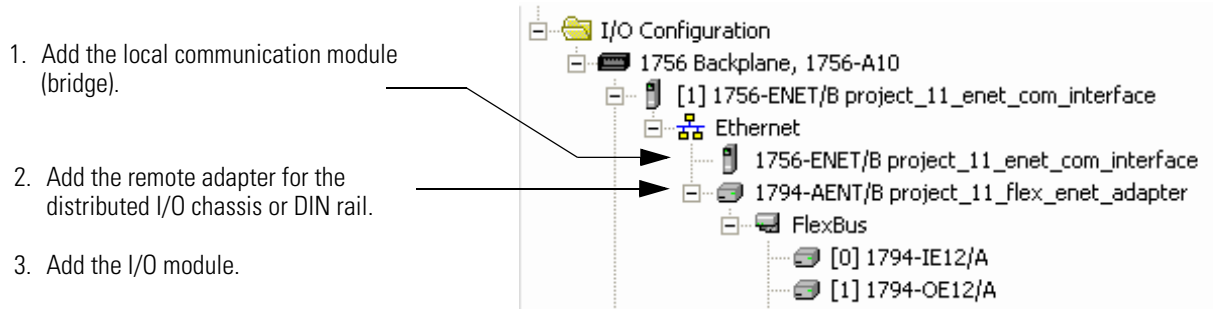 1. Add the local communication module
(bridge).
2. Add the remote adapter for the
distributed I/O chassis or DIN rail.
3. Add the I/O module.
I/O Configuration
1756 Backplane, 1756-A10
[1] 1756-ENET/B project_11_enet_com_interface
Ethernet
1756-ENET/B project_11_enet_com_interface
1794-AENT/B project_11_flex_enet_adapter
FlexBus
[0] 1794-IE12/A
[1] 1794-OE12/A